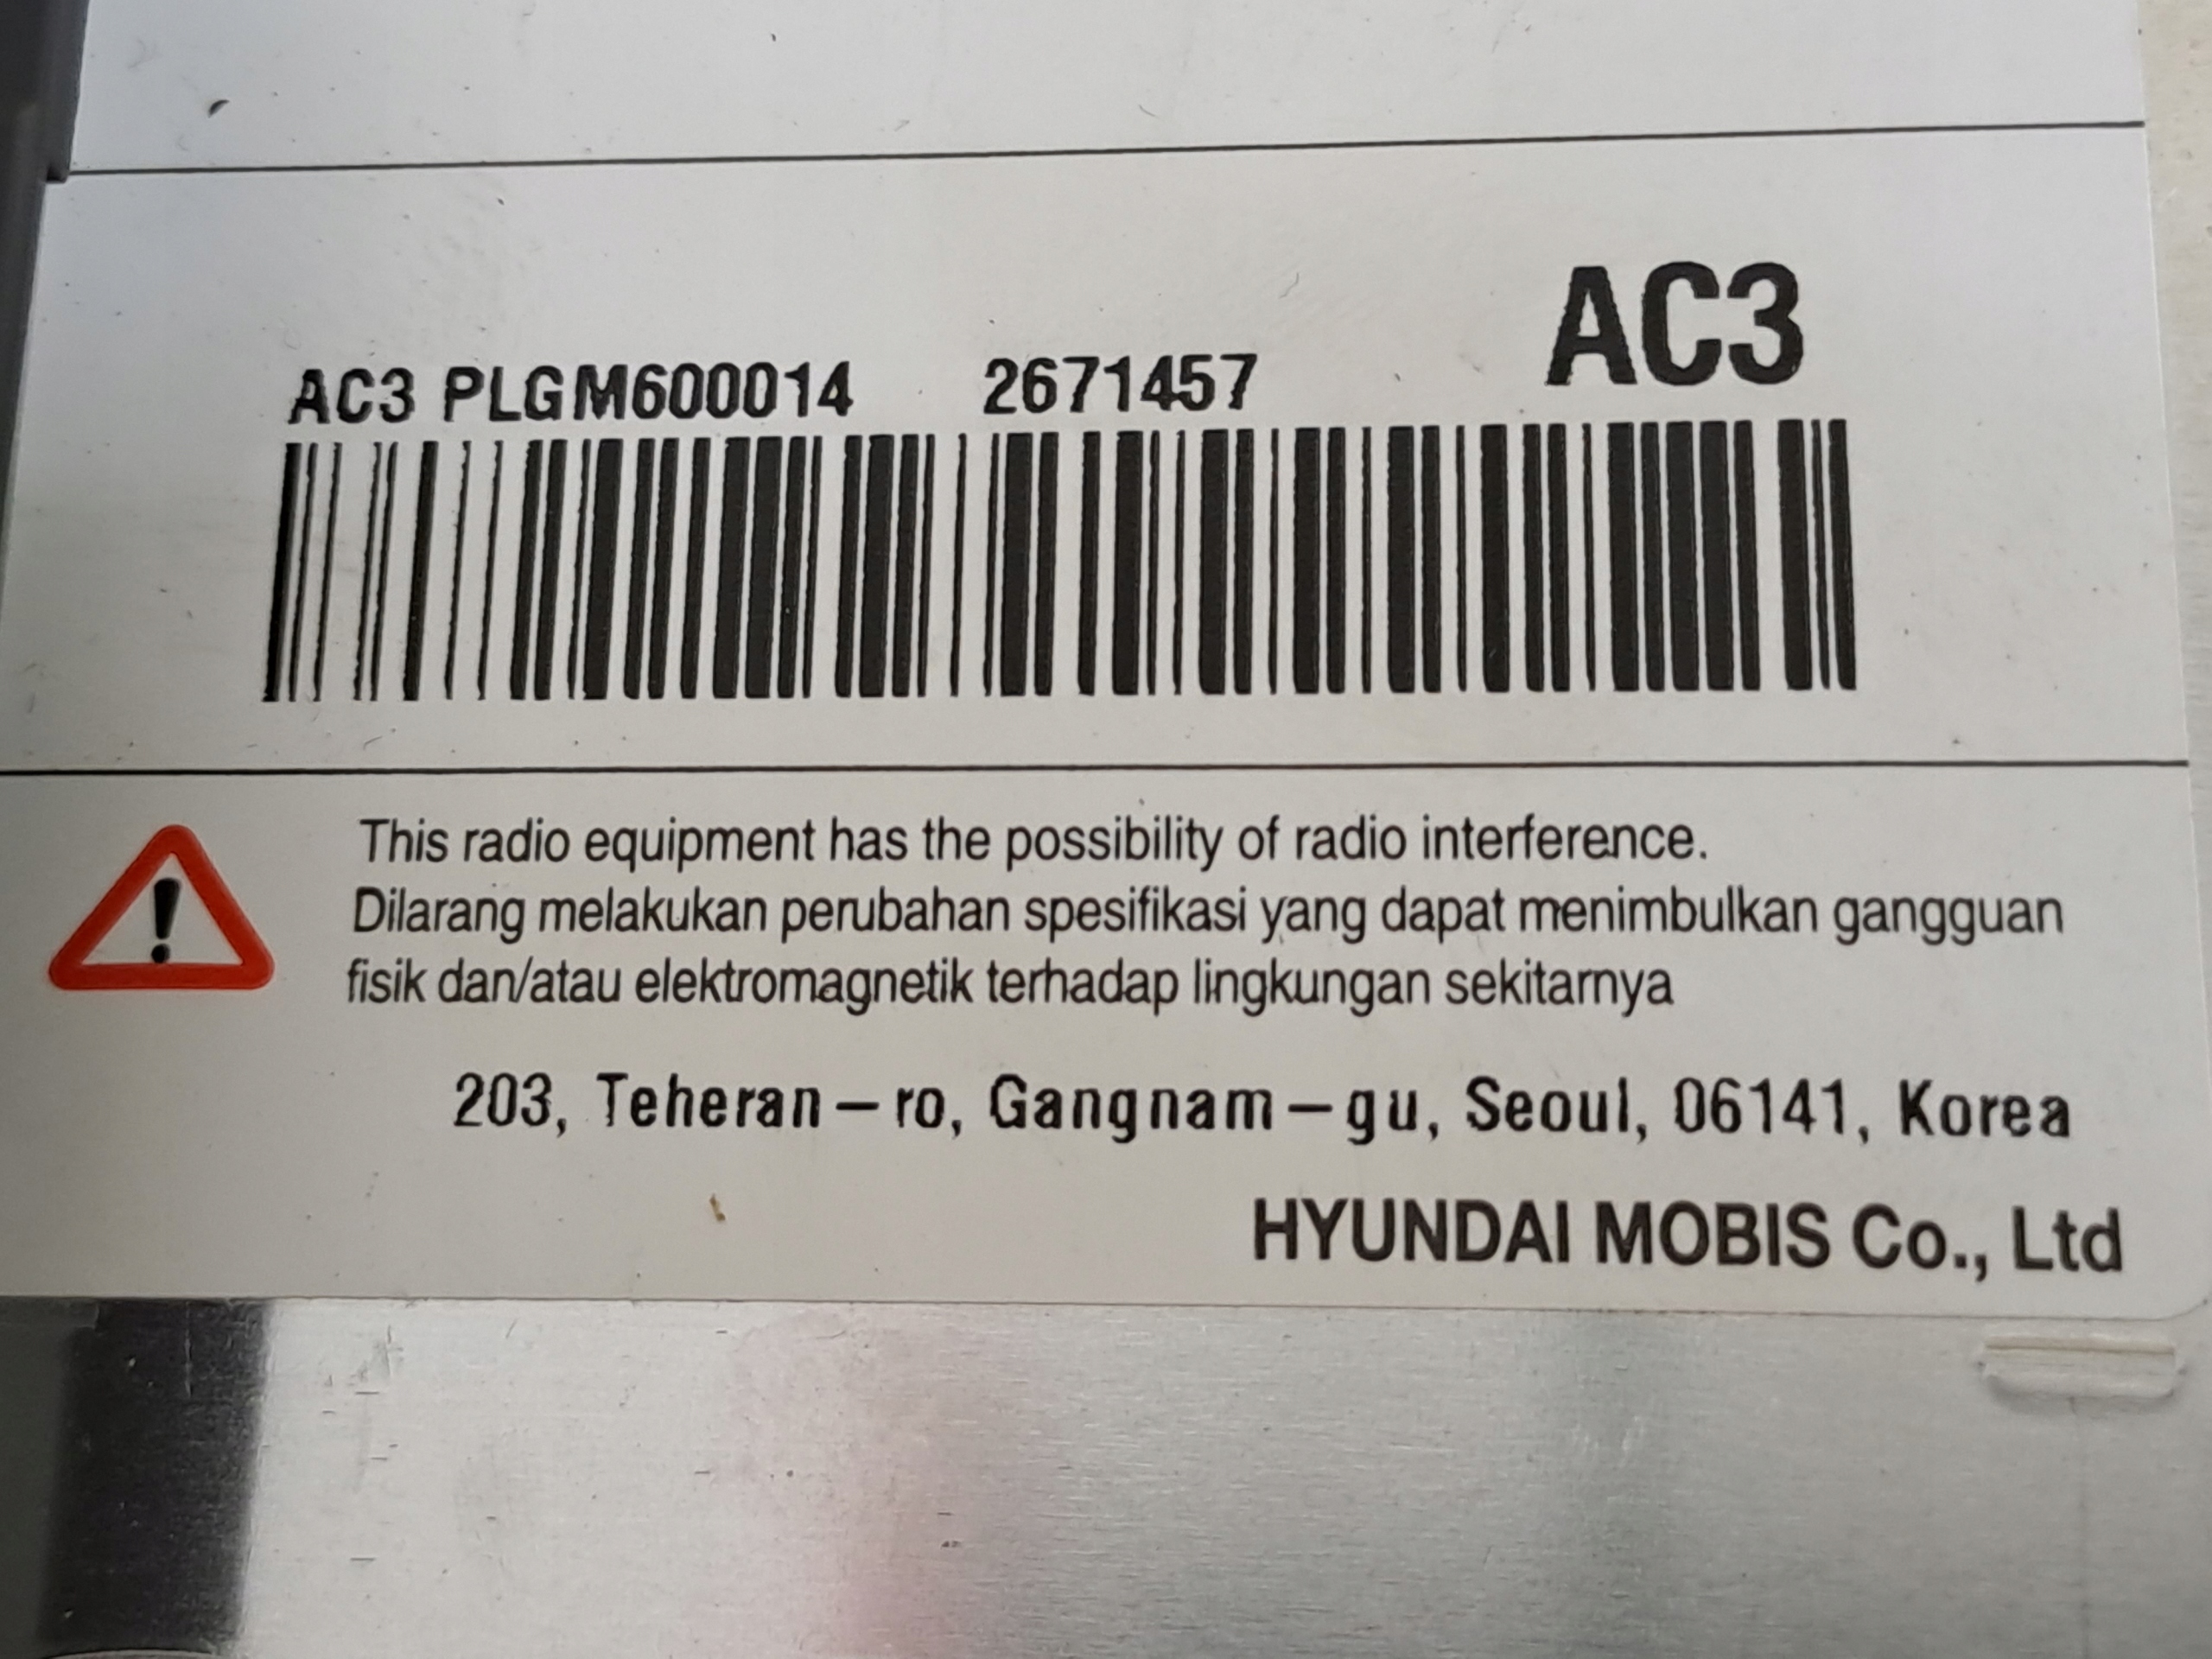 AC3
AC3 PLGM600014 2671457
This radio equipment has the possibility of radio interference.
Dilarang melakukan perubahan spesifikasi yang dapat menimbulkan gangguan
fisik dan/atau elektromagnetik terhadap lingkungan sekitarnya
203, Teheran-ro, Gangnam-gu, Seoul, 06141, Korea
HYUNDAI MOBIS Co., Ltd